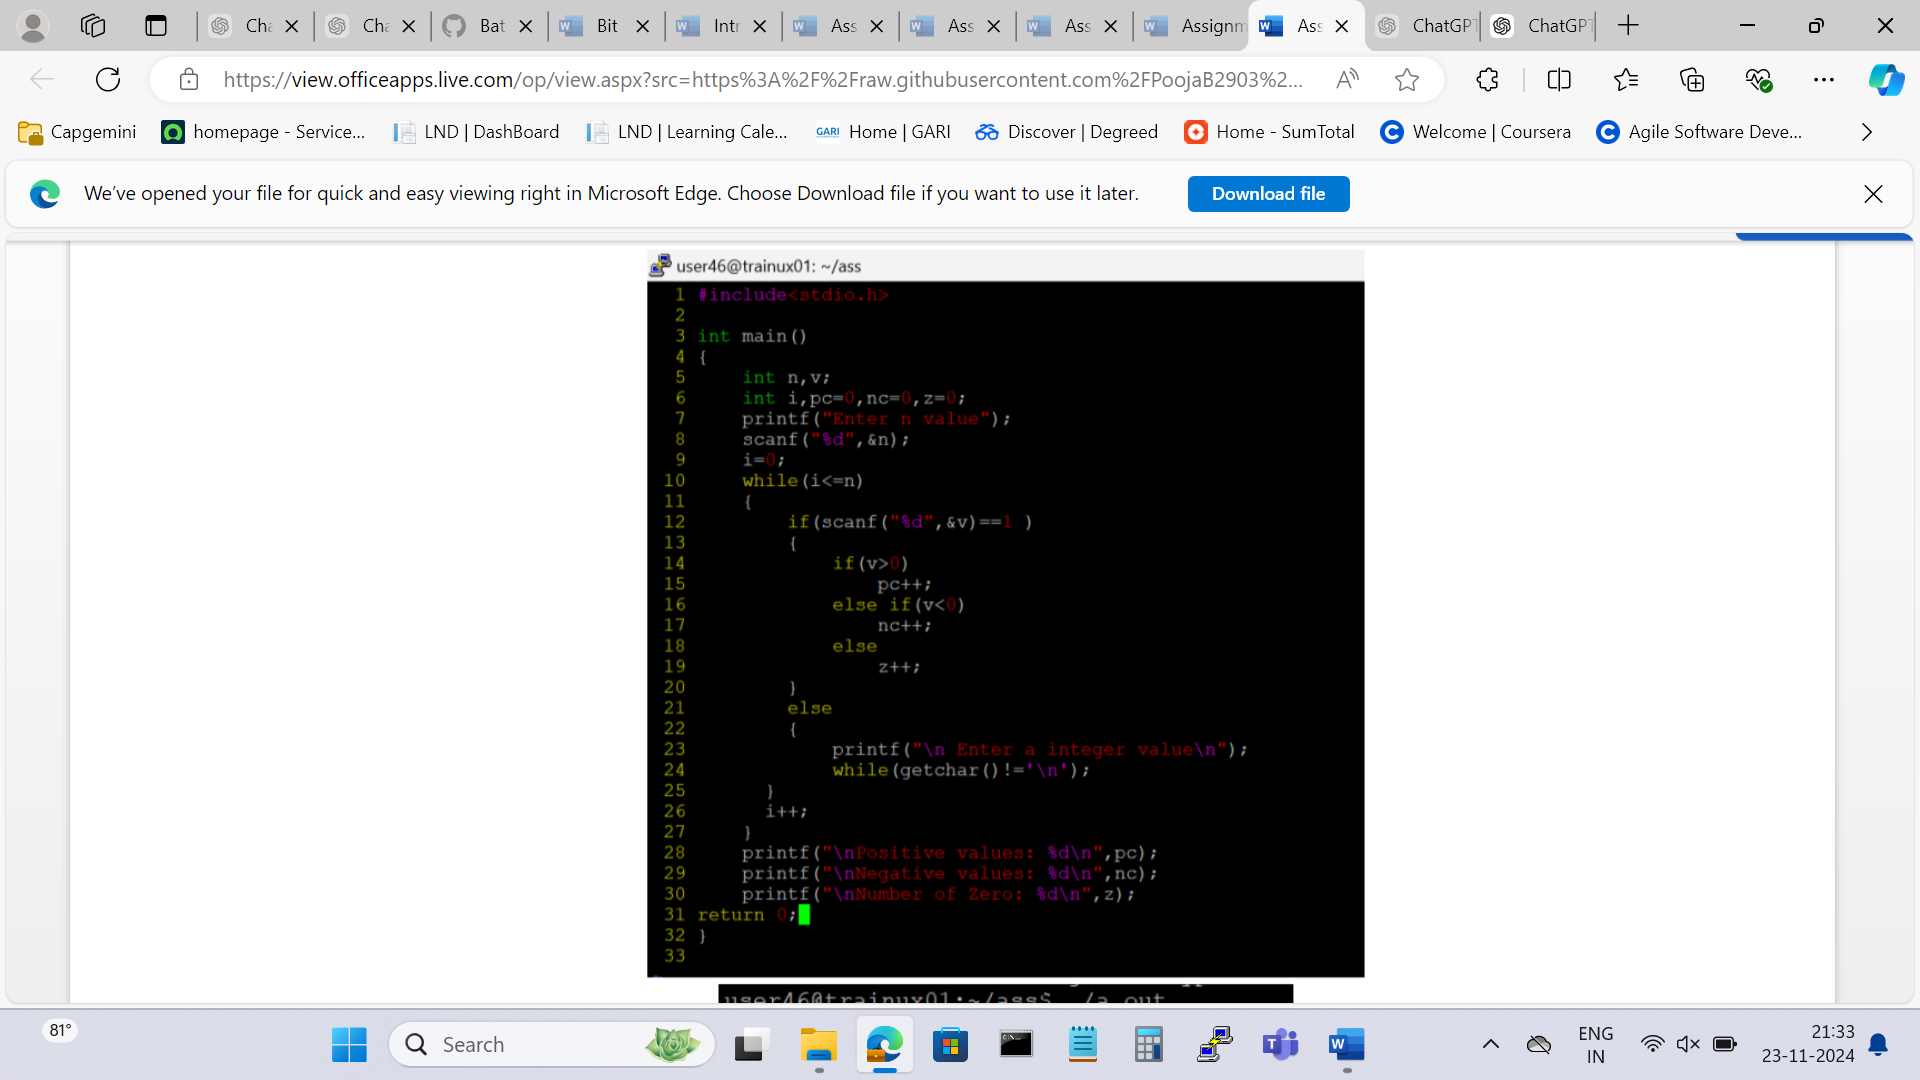 Cha
Cha
Bat
Bit
Intr
Ass
Ass
Ass
Assignm
Ass
ChatGPT
ChatGPT
https://view.officeapps.live.com/op/view.aspx?src=https%3A%2F%2Fraw.githubusercontent.com%2FPoojaB2903%2...
Capgemini
homepage - Service...
LND | DashBoard
LND | Learning Cale...
GARI
Home | GARI
Discover | Degreed
Home - SumTotal
Welcome | Coursera
Agile Software Deve...
We've opened your file for quick and easy viewing right in Microsoft Edge. Choose Download file if you want to use it later.
Download file
user46@trainux01: ~/ass
1 #include<stdio.h>
2
3 int main()
4 {
5 int n,v;
6 int i,pc=0,nc=0,z=0;
7 printf("Enter n value");
8 scanf("%d",&n);
9 i=0;
10 while(i<=n)
11 {
12 if(scanf("%d",&v)==1 )
13 {
14 if(v>0)
15 pc++;
16 else if(v<0)
17 nc++;
18 else
19 z++;
20 }
21 else
22 {
23 printf("\n Enter a integer value\n");
24 while(getchar()!='\n');
25 }
26 i++;
27 }
28 printf("\nPositive values: %d\n",pc);
29 printf("\nNegative values: %d\n",nc);
30 printf("\nNumber of Zero: %d\n",z);
31 return 0;
32 }
33
user46@trainux01:~/ass$ ./a.out
81°
Search
ENG
IN
21:33
23-11-2024